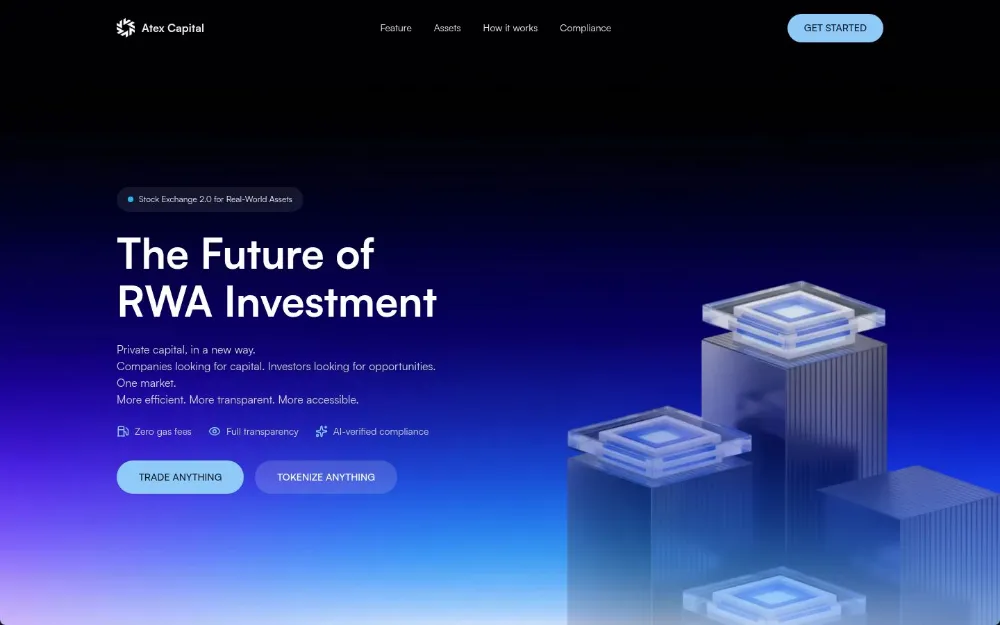 Atex Capital
Feature
Assets
How it works
Compliance
GET STARTED
Stock Exchange 2.0 for Real-World Assets
The Future of
RWA Investment
Private capital, in a new way.
Companies looking for capital. Investors looking for opportunities.
One market.
More efficient. More transparent. More accessible.
Zero gas fees
Full transparency
AI-verified compliance
TRADE ANYTHING
TOKENIZE ANYTHING